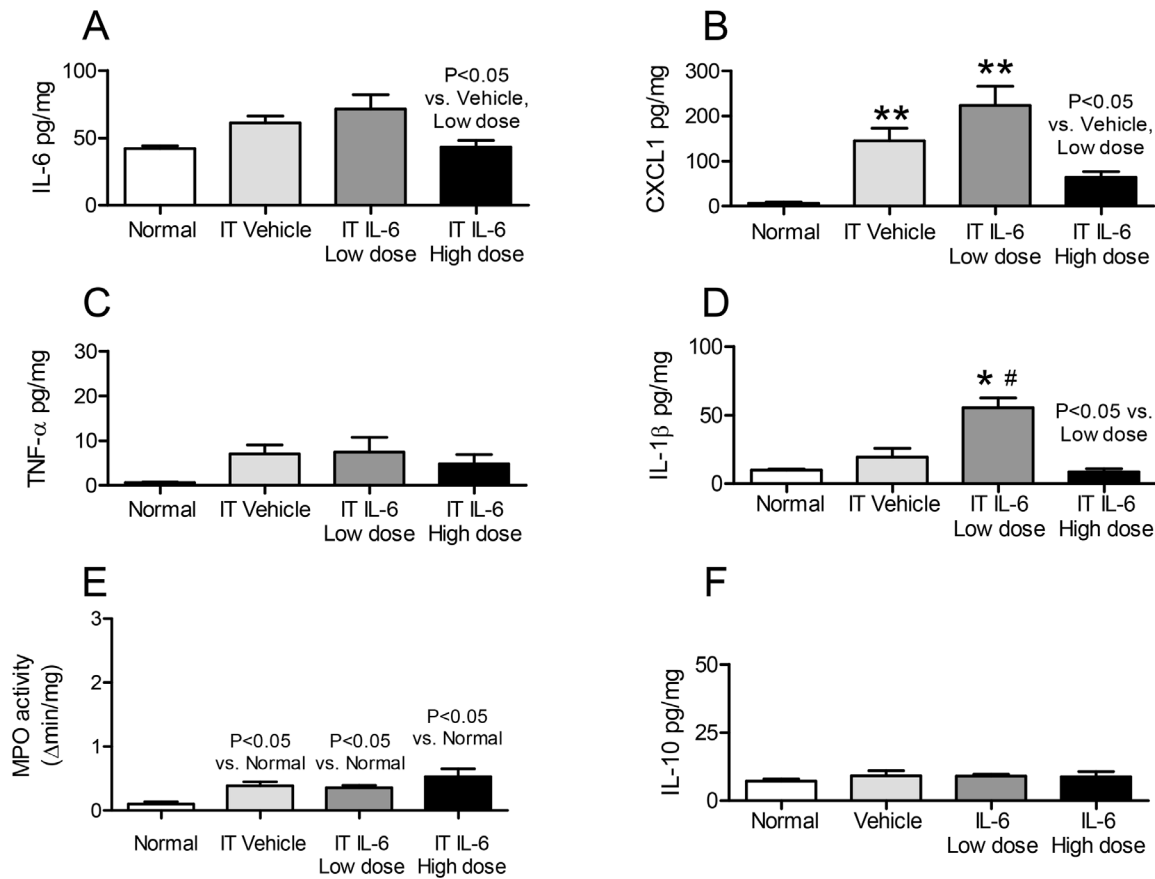 A
IL-6 pg/mg
100
50
0
P<0.05
vs. Vehicle,
Low dose
Normal
IT Vehicle
IT IL-6
Low dose
IT IL-6
High dose
B
CXCL1 pg/mg
300
200
100
0
**
**
P<0.05
vs. Vehicle,
Low dose
Normal
IT Vehicle
IT IL-6
Low dose
IT IL-6
High dose
C
TNF-α pg/mg
30
20
10
0
Normal
IT Vehicle
IT IL-6
Low dose
IT IL-6
High dose
D
IL-1β pg/mg
100
50
0
* #
P<0.05 vs.
Low dose
Normal
IT Vehicle
IT IL-6
Low dose
IT IL-6
High dose
E
MPO activity
(Δmin/mg)
3
2
1
0
P<0.05
vs. Normal
P<0.05
vs. Normal
P<0.05
vs. Normal
Normal
IT Vehicle
IT IL-6
Low dose
IT IL-6
High dose
F
IL-10 pg/mg
50
25
0
Normal
Vehicle
IL-6
Low dose
IL-6
High dose